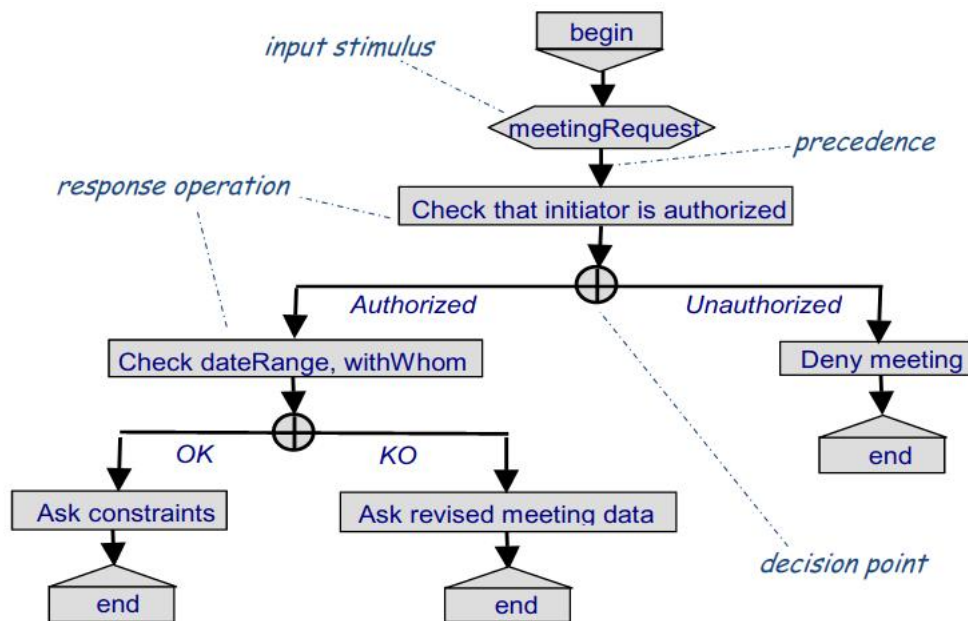 begin
input stimulus
meetingRequest
precedence
response operation
Check that initiator is authorized
Authorized
Unauthorized
Check dateRange, withWhom
Deny meeting
OK
KO
end
Ask constraints
Ask revised meeting data
decision point
end
end